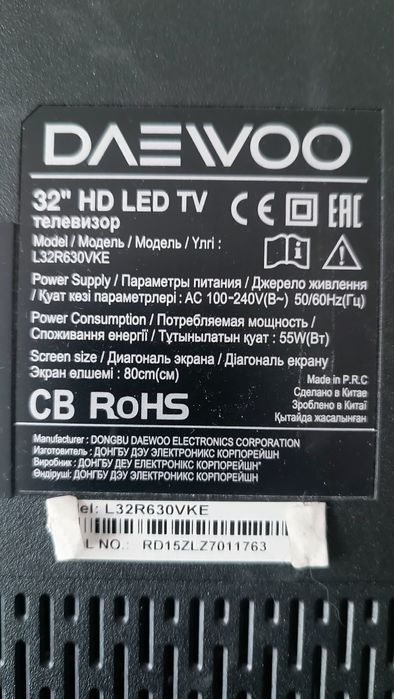 DAEWOO
32" HD LED TV
телевизор
CE EAC
Model / Модель / Модель / Үлгі :
L32R630VKE
Power Supply / Параметры питания / Джерело живлення
/ Қуат көзі параметрлері : AC 100-240V(В~) 50/60Hz(Гц)
Power Consumption / Потребляемая мощность /
Споживання енергії / Тұтынылатын қуат : 55W(Вт)
Screen size / Диагональ экрана / Діагональ екрану
Экран өлшемі : 80cm(см)
Made in P.R.C
Сделано в Китае
Зроблено в Китаї
Қытайда жасалынған
CB RoHS
Manufacturer : DONGBU DAEWOO ELECTRONICS CORPORATION
Изготовитель : ДОНГБУ ДЭУ ЭЛЕКТРОНИКС КОРПОРЕЙШН
Виробник : ДОНГБУ ДЕУ ЕЛЕКТРОНІКС КОРПОРЕЙШН"
Өндіруші : ДОНГБУ ДЭУ ЭЛЕКТРОНИКС КОРПОРЕЙШН
el: L32R630VKE
L NO.: RD15ZLZ7011763